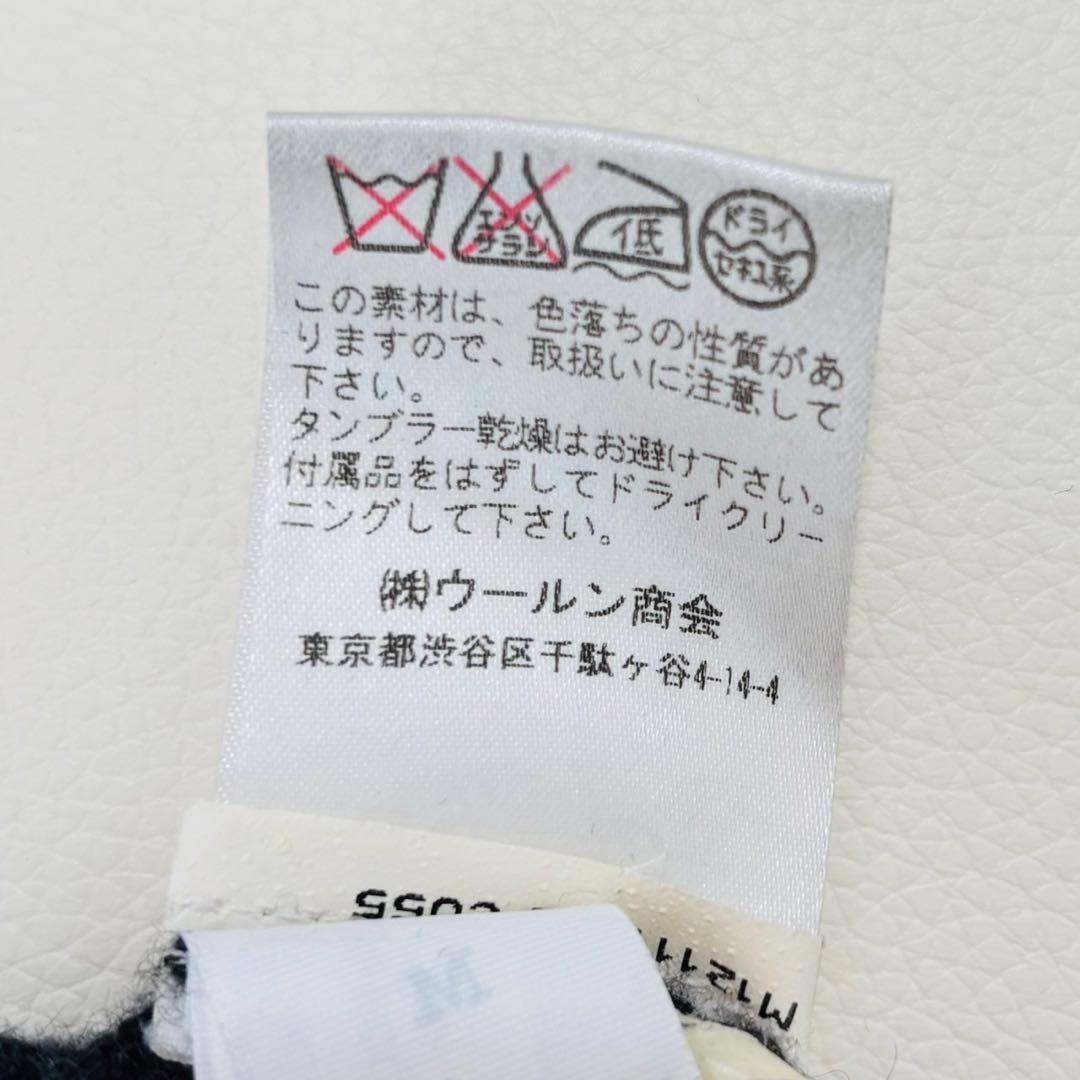 エンソ
サラシ
低
ドライ
セキユ系
この素材は、色落ちの性質があ
りますので、取扱いに注意して
下さい。
タンブラー乾燥はお避け下さい。
付属品をはずしてドライクリー
ニングして下さい。
㈱ウールン商会
東京都渋谷区千駄ヶ谷4-14-4
6055
M1211
M